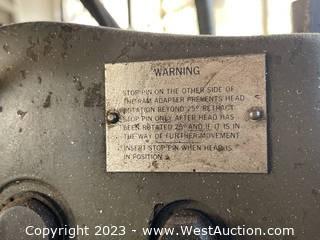 WARNING
STOP PIN ON THE OTHER SIDE OF
THE RAM ADAPTER PREVENTS HEAD
ROTATION BEYOND 25° RETRACT
STOP PIN ONLY AFTER HEAD HAS
BEEN ROTATED 25° AND IF IT IS IN
THE WAY OF FURTHER MOVEMENT
INSERT STOP PIN WHEN HEAD IS
IN POSITION
Copyright © 2023 - WestAuction.com